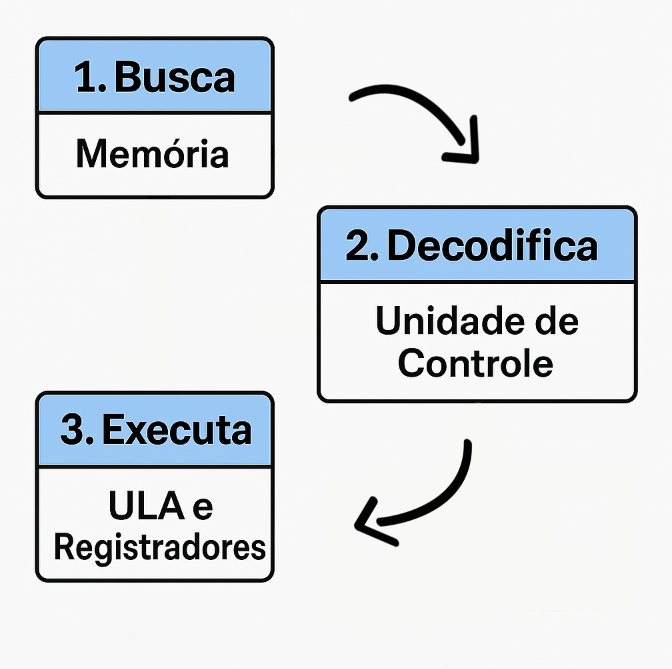 1. Busca
Memória
2. Decodifica
Unidade de
Controle
3. Executa
ULA e
Registradores